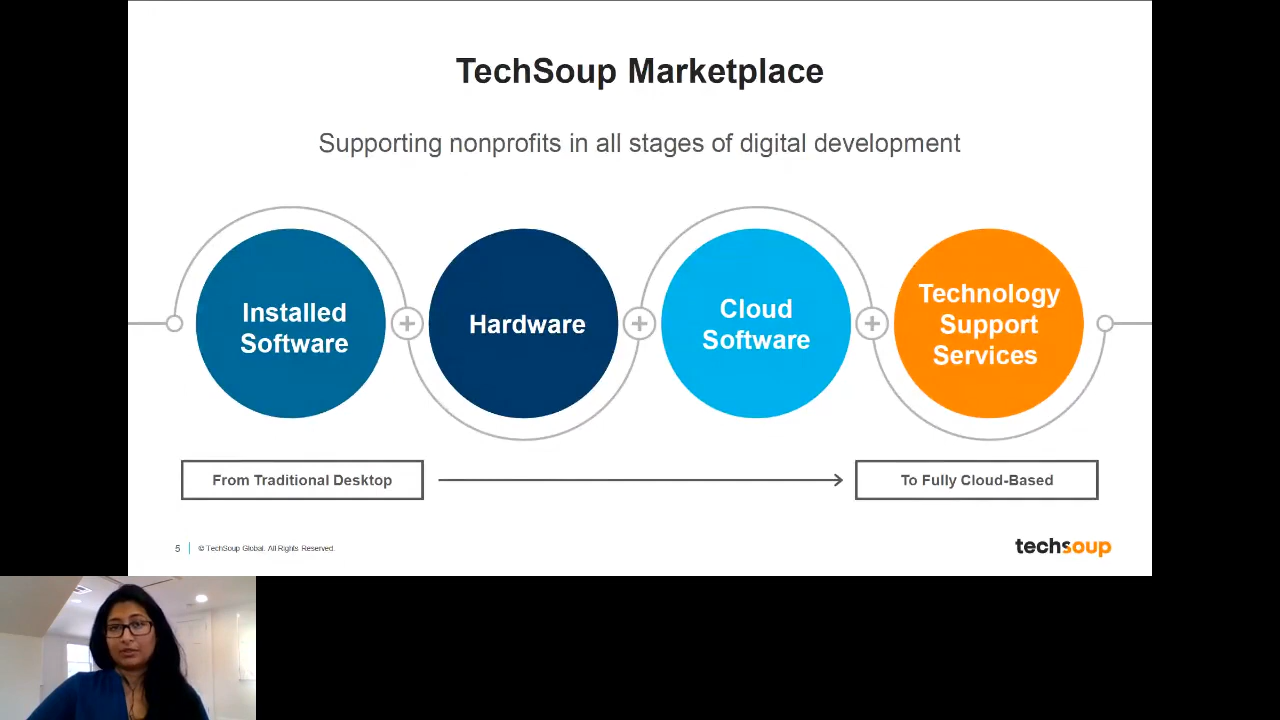 TechSoup Marketplace
Supporting nonprofits in all stages of digital development
Installed
Software
Hardware
Cloud
Software
Technology
Support
Services
From Traditional Desktop
To Fully Cloud-Based
5
© TechSoup Global. All Rights Reserved.
techsoup